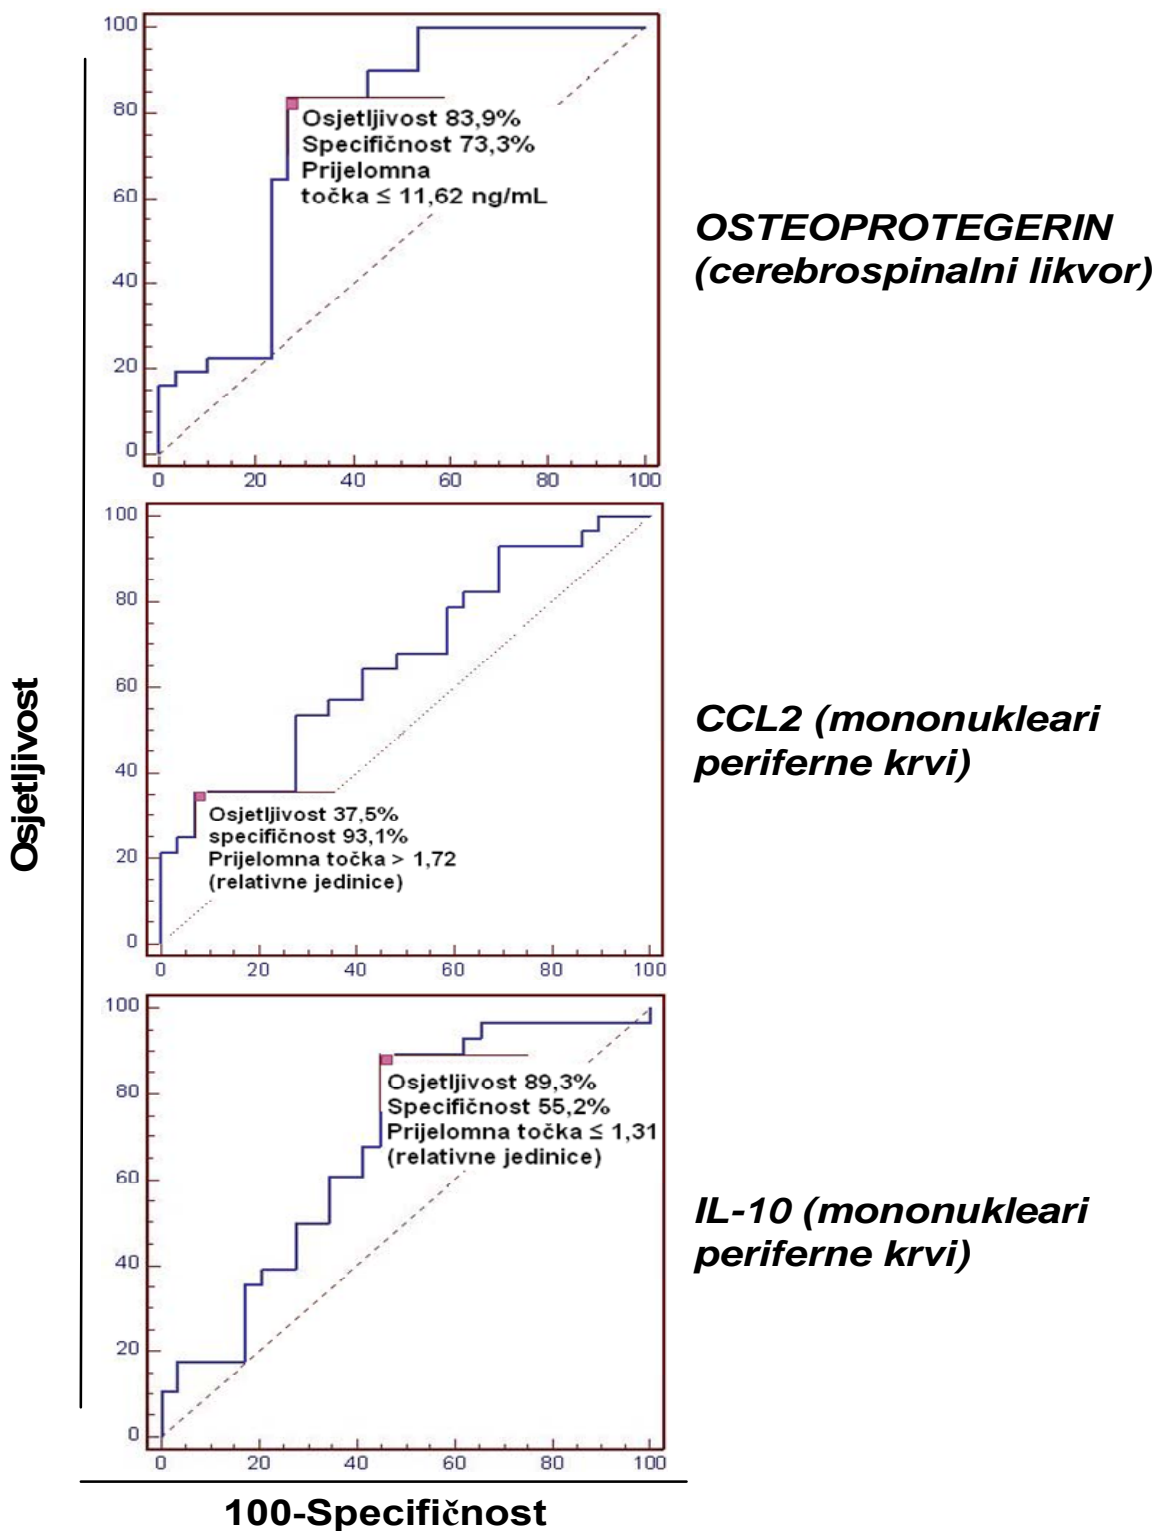 Osjetljivost
100
80
60
40
20
0
Osjetljivost 83,9%
Specifičnost 73,3%
Prijelomna
točka ≤ 11,62 ng/mL
0 20 40 60 80 100
OSTEOPROTEGERIN
(cerebrospinalni likvor)
100
80
60
40
20
0
Osjetljivost 37,5%
specifičnost 93,1%
Prijelomna točka > 1,72
(relativne jedinice)
0 20 40 60 80 100
CCL2 (mononukleari
periferne krvi)
100
80
60
40
20
0
Osjetljivost 89,3%
Specifičnost 55,2%
Prijelomna točka ≤ 1,31
(relativne jedinice)
0 20 40 60 80 100
IL-10 (mononukleari
periferne krvi)
100-Specifičnost